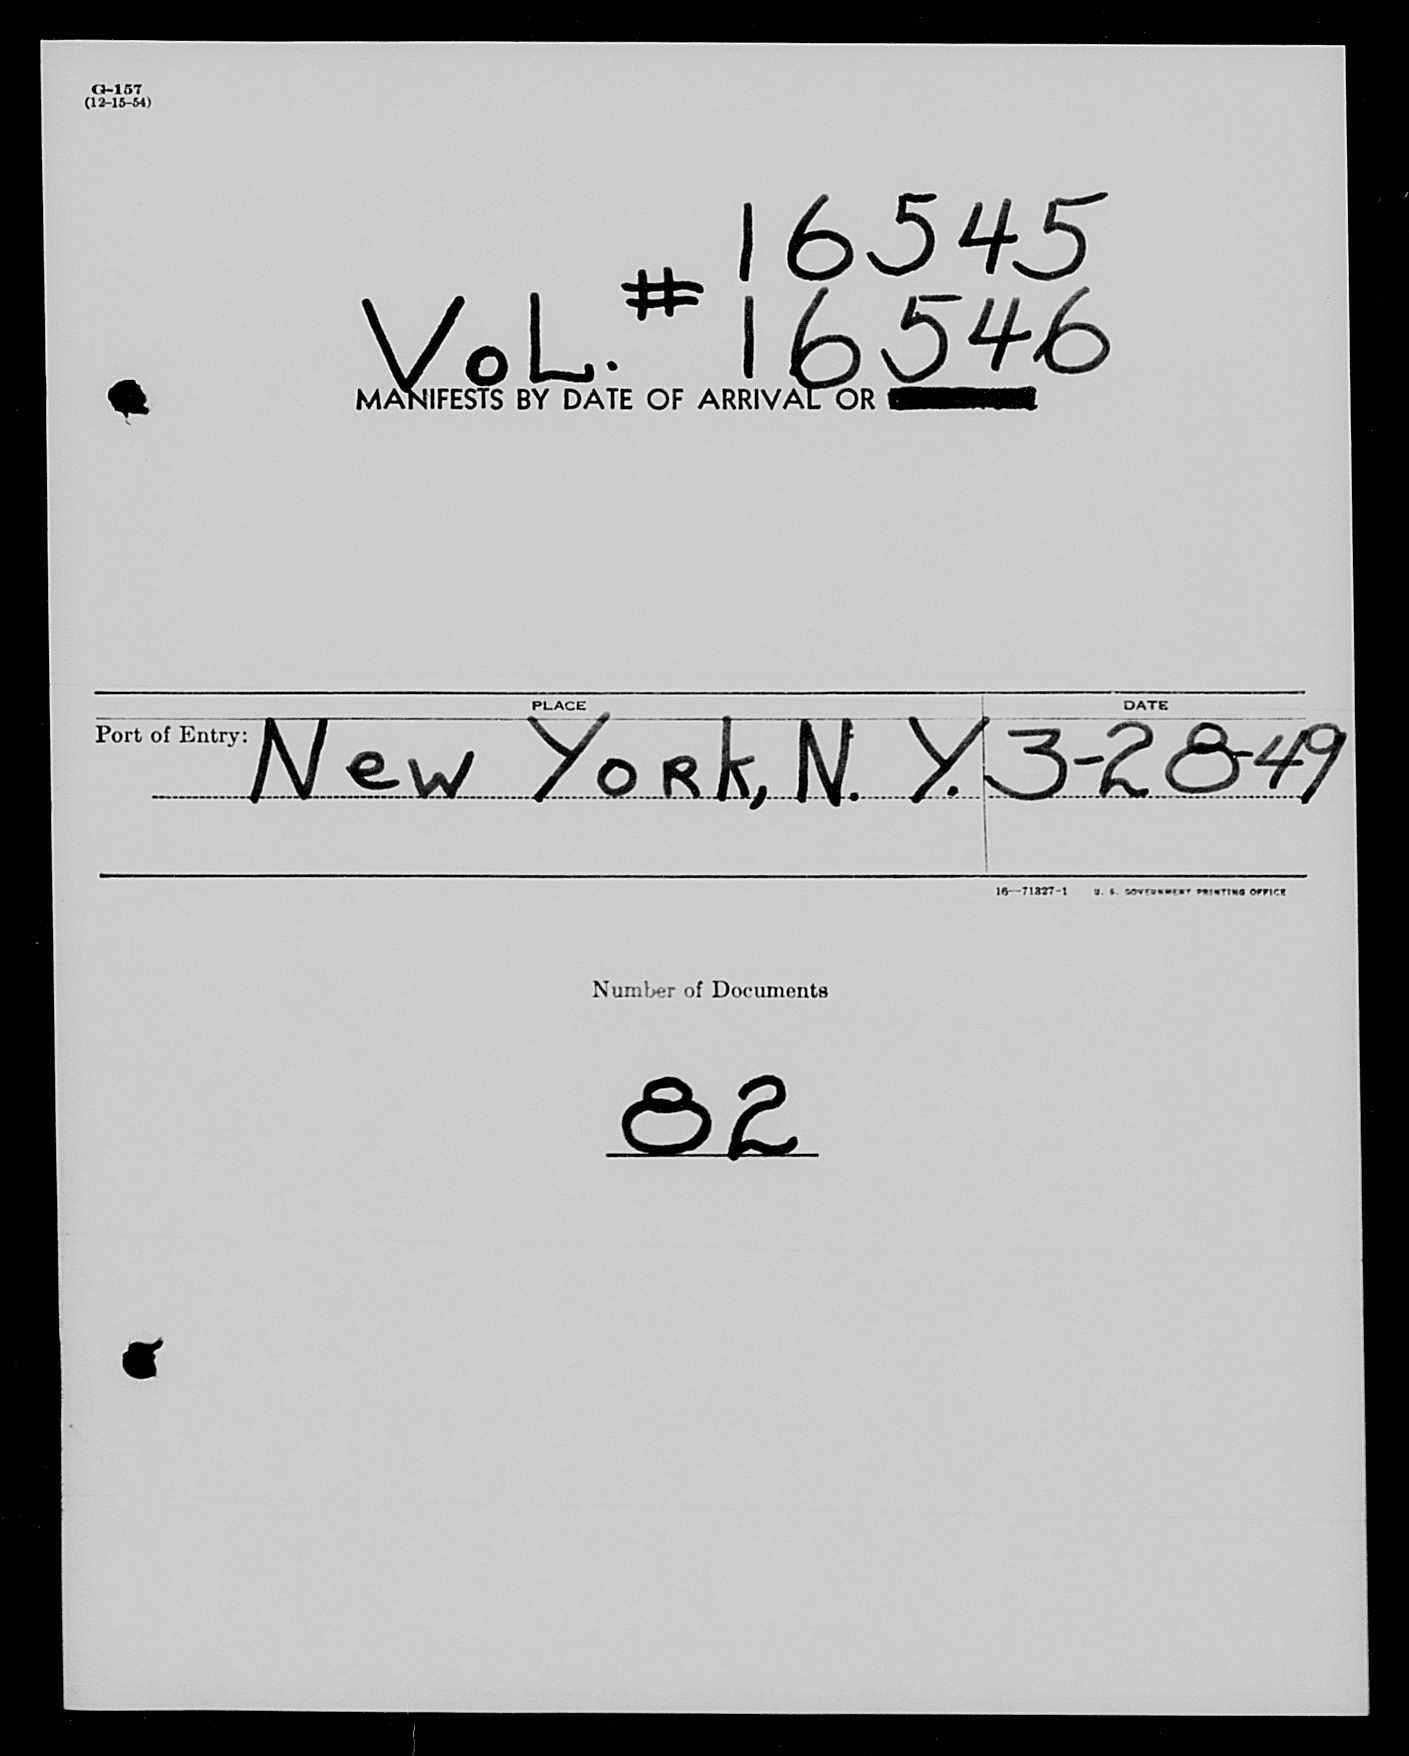 G-157
(12-15-54)
16545
VoL. # 16546
MANIFESTS BY DATE OF ARRIVAL OR
PLACE DATE
Port of Entry: New York, N. Y. 3-28-49
16—71327-1 U. S. GOVERNMENT PRINTING OFFICE
Number of Documents
82